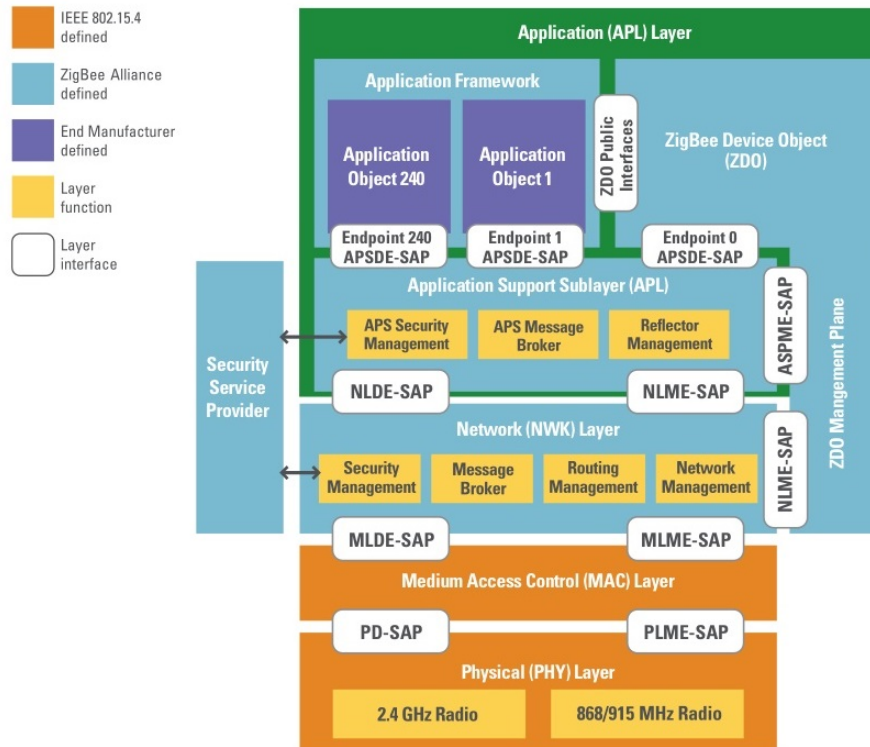 IEEE 802.15.4
defined
ZigBee Alliance
defined
End Manufacturer
defined
Layer
function
Layer
interface
Application (APL) Layer
Application Framework
Application
Object 240
Application
Object 1
ZDO Public
Interfaces
ZigBee Device Object
(ZDO)
Endpoint 240
APSDE-SAP
Endpoint 1
APSDE-SAP
Endpoint 0
APSDE-SAP
Application Support Sublayer (APL)
APS Security
Management
APS Message
Broker
Reflector
Management
ASPME-SAP
Security
Service
Provider
NLDE-SAP
NLME-SAP
ZDO Mangement Plane
Network (NWK) Layer
Security
Management
Message
Broker
Routing
Management
Network
Management
NLME-SAP
MLDE-SAP
MLME-SAP
Medium Access Control (MAC) Layer
PD-SAP
PLME-SAP
Physical (PHY) Layer
2.4 GHz Radio
868/915 MHz Radio